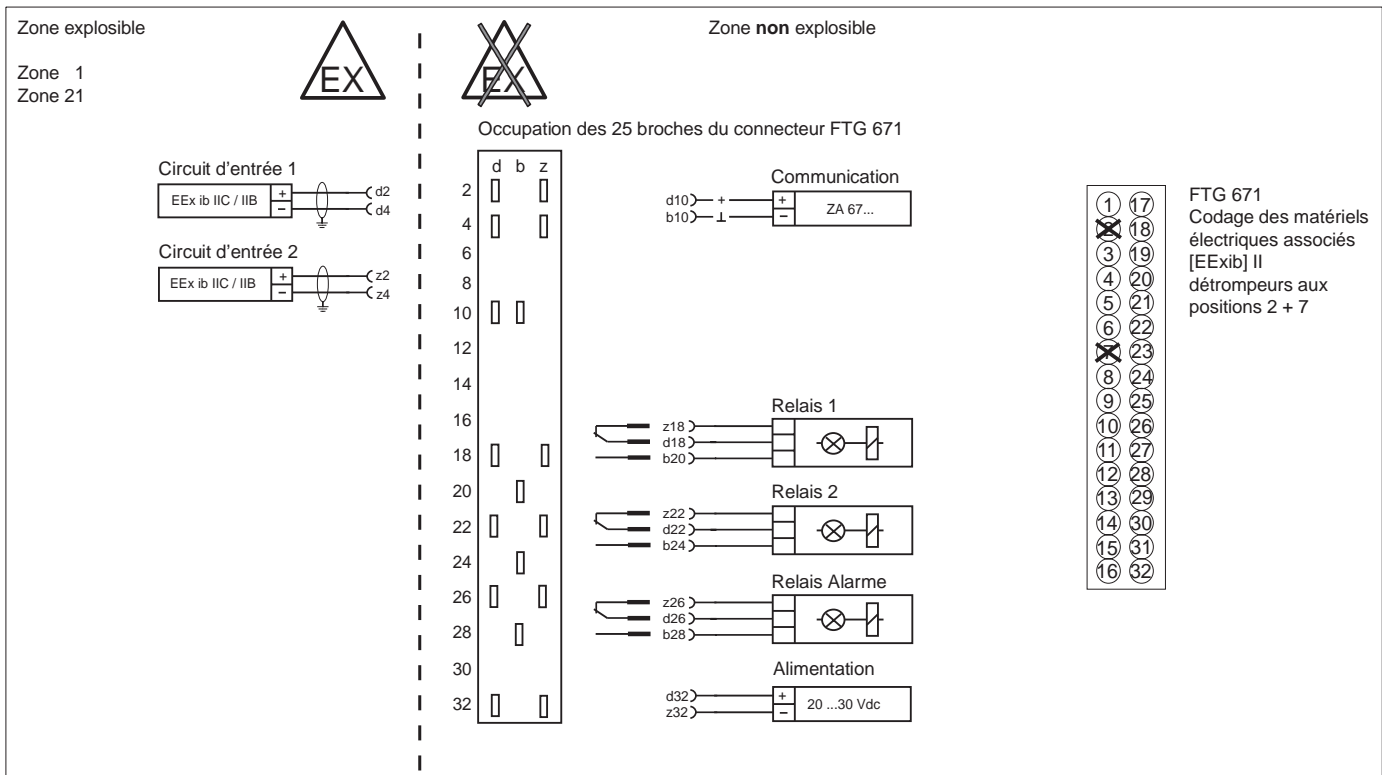 Zone explosible
Zone 1
Zone 21
EX
EX
Zone non explosible
Occupation des 25 broches du connecteur FTG 671
Circuit d'entrée 1
EEx ib IIC / IIB
+
−
d2
d4
Circuit d'entrée 2
EEx ib IIC / IIB
+
−
z2
z4
d b z
2
4
6
8
10
12
14
16
18
20
22
24
26
28
30
32
Communication
d10 + + ZA 67...
b10 ⊥ −
Relais 1
z18
d18
b20
Relais 2
z22
d22
b24
Relais Alarme
z26
d26
b28
Alimentation
d32 + 20 ...30 Vdc
z32 −
1 17
2 18
3 19
4 20
5 21
6 22
7 23
8 24
9 25
10 26
11 27
12 28
13 29
14 30
15 31
16 32
FTG 671
Codage des matériels
électriques associés
[EExib] II
détrompeurs aux
positions 2 + 7